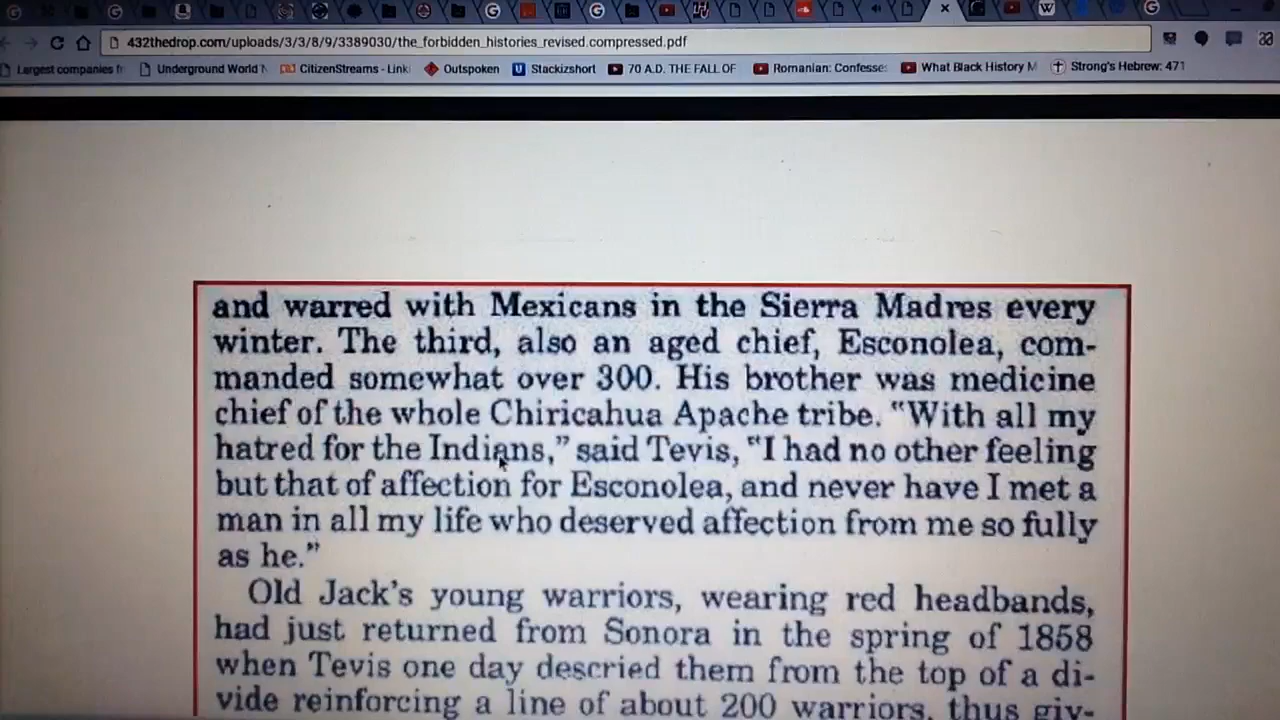 432thedrop.com/uploads/3/3/8/9/3389030/the_forbidden_histories_revised.compressed.pdf
Largest companies Underground World CitizenStreams - Link Outspoken Stackizshort 70 A.D. THE FALL OF Romanian: Confesse What Black History M Strong's Hebrew: 471
and warred with Mexicans in the Sierra Madres every
winter. The third, also an aged chief, Esconolea, com-
manded somewhat over 300. His brother was medicine
chief of the whole Chiricahua Apache tribe. "With all my
hatred for the Indians," said Tevis, "I had no other feeling
but that of affection for Esconolea, and never have I met a
man in all my life who deserved affection from me so fully
as he."
Old Jack's young warriors, wearing red headbands,
had just returned from Sonora in the spring of 1858
when Tevis one day descried them from the top of a di-
vide reinforcing a line of about 200 warriors, thus giv-